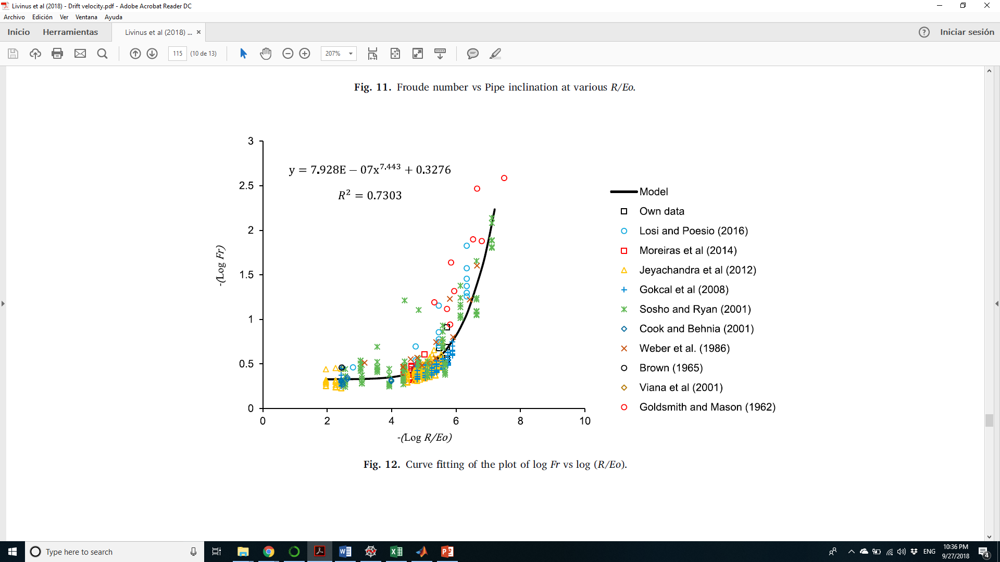 Livinus et al (2018) - Drift velocity.pdf - Adobe Acrobat Reader DC
Archivo Edición Ver Ventana Ayuda
Inicio Herramientas Livinus et al (2018) ... × Iniciar sesión
115 (10 de 13) 207%
Fig. 11. Froude number vs Pipe inclination at various R/Eo.
3
2.5
2
1.5
1
0.5
0
-(Log Fr)
y = 7.928E − 07x^7.443 + 0.3276
R² = 0.7303
0 2 4 6 8 10
-(Log R/Eo)
Model
Own data
Losi and Poesio (2016)
Moreiras et al (2014)
Jeyachandra et al (2012)
Gokcal et al (2008)
Sosho and Ryan (2001)
Cook and Behnia (2001)
Weber et al. (1986)
Brown (1965)
Viana et al (2001)
Goldsmith and Mason (1962)
Fig. 12. Curve fitting of the plot of log Fr vs log (R/Eo).
Type here to search
ENG
10:36 PM
9/27/2018
4